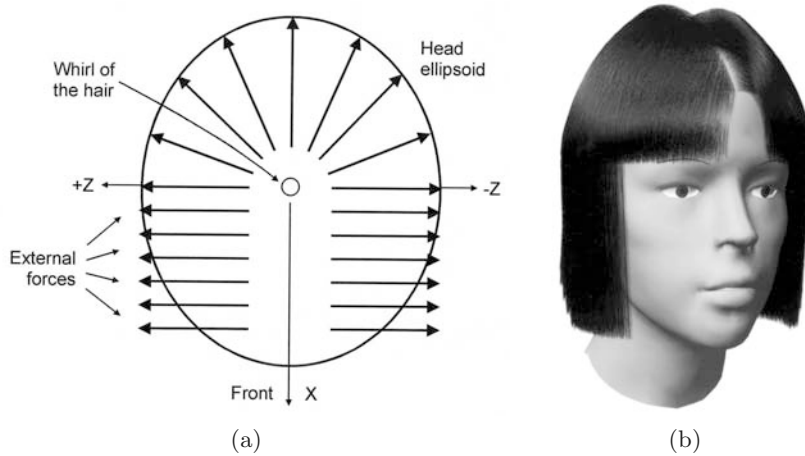 Whirl of
the hair
Head
ellipsoid
+Z
-Z
External
forces
Front
X
(a)
(b)